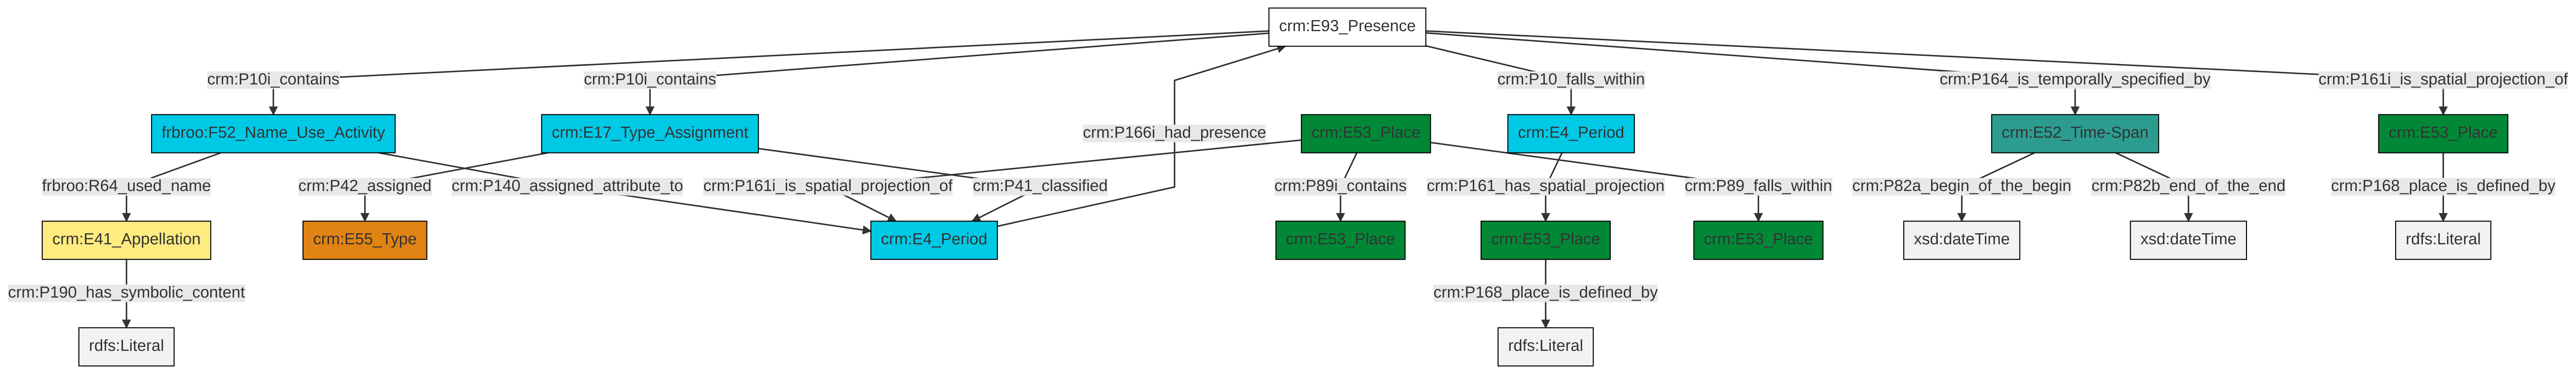 crm:E93_Presence
crm:P10i_contains
crm:P10i_contains
crm:P10_falls_within
crm:P164_is_temporally_specified_by
crm:P161i_is_spatial_projection_of
frbroo:F52_Name_Use_Activity
crm:E17_Type_Assignment
crm:P166i_had_presence
crm:E53_Place
crm:E4_Period
crm:E52_Time-Span
crm:E53_Place
frbroo:R64_used_name
crm:P42_assigned
crm:P140_assigned_attribute_to
crm:P161i_is_spatial_projection_of
crm:P41_classified
crm:P89i_contains
crm:P161_has_spatial_projection
crm:P89_falls_within
crm:P82a_begin_of_the_begin
crm:P82b_end_of_the_end
crm:P168_place_is_defined_by
crm:E41_Appellation
crm:E55_Type
crm:E4_Period
crm:E53_Place
crm:E53_Place
crm:E53_Place
xsd:dateTime
xsd:dateTime
rdfs:Literal
crm:P190_has_symbolic_content
crm:P168_place_is_defined_by
rdfs:Literal
rdfs:Literal